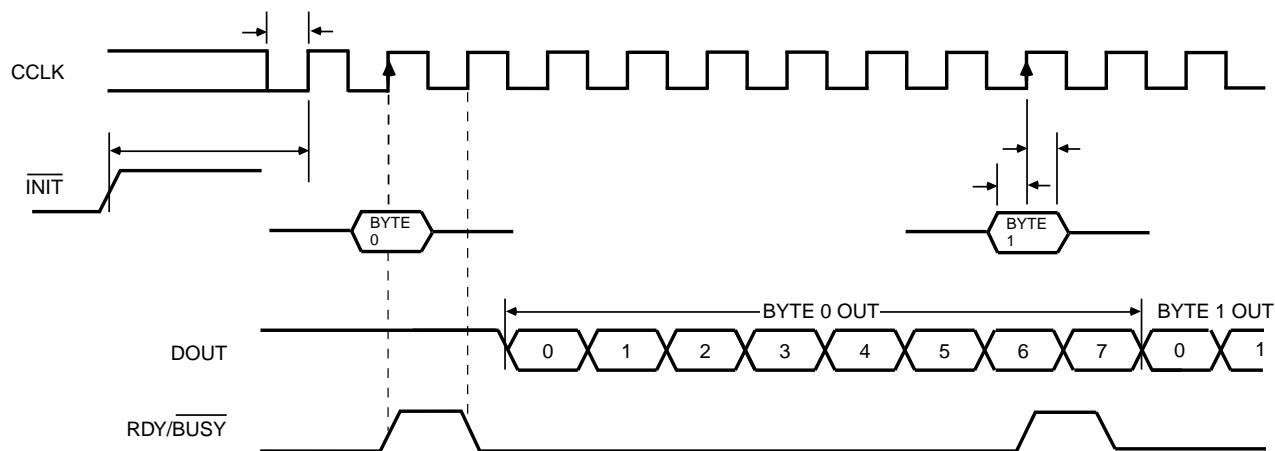 CCLK
INIT
BYTE
0
BYTE
1
BYTE 0 OUT
BYTE 1 OUT
DOUT
0 1 2 3 4 5 6 7 0 1
RDY/BUSY